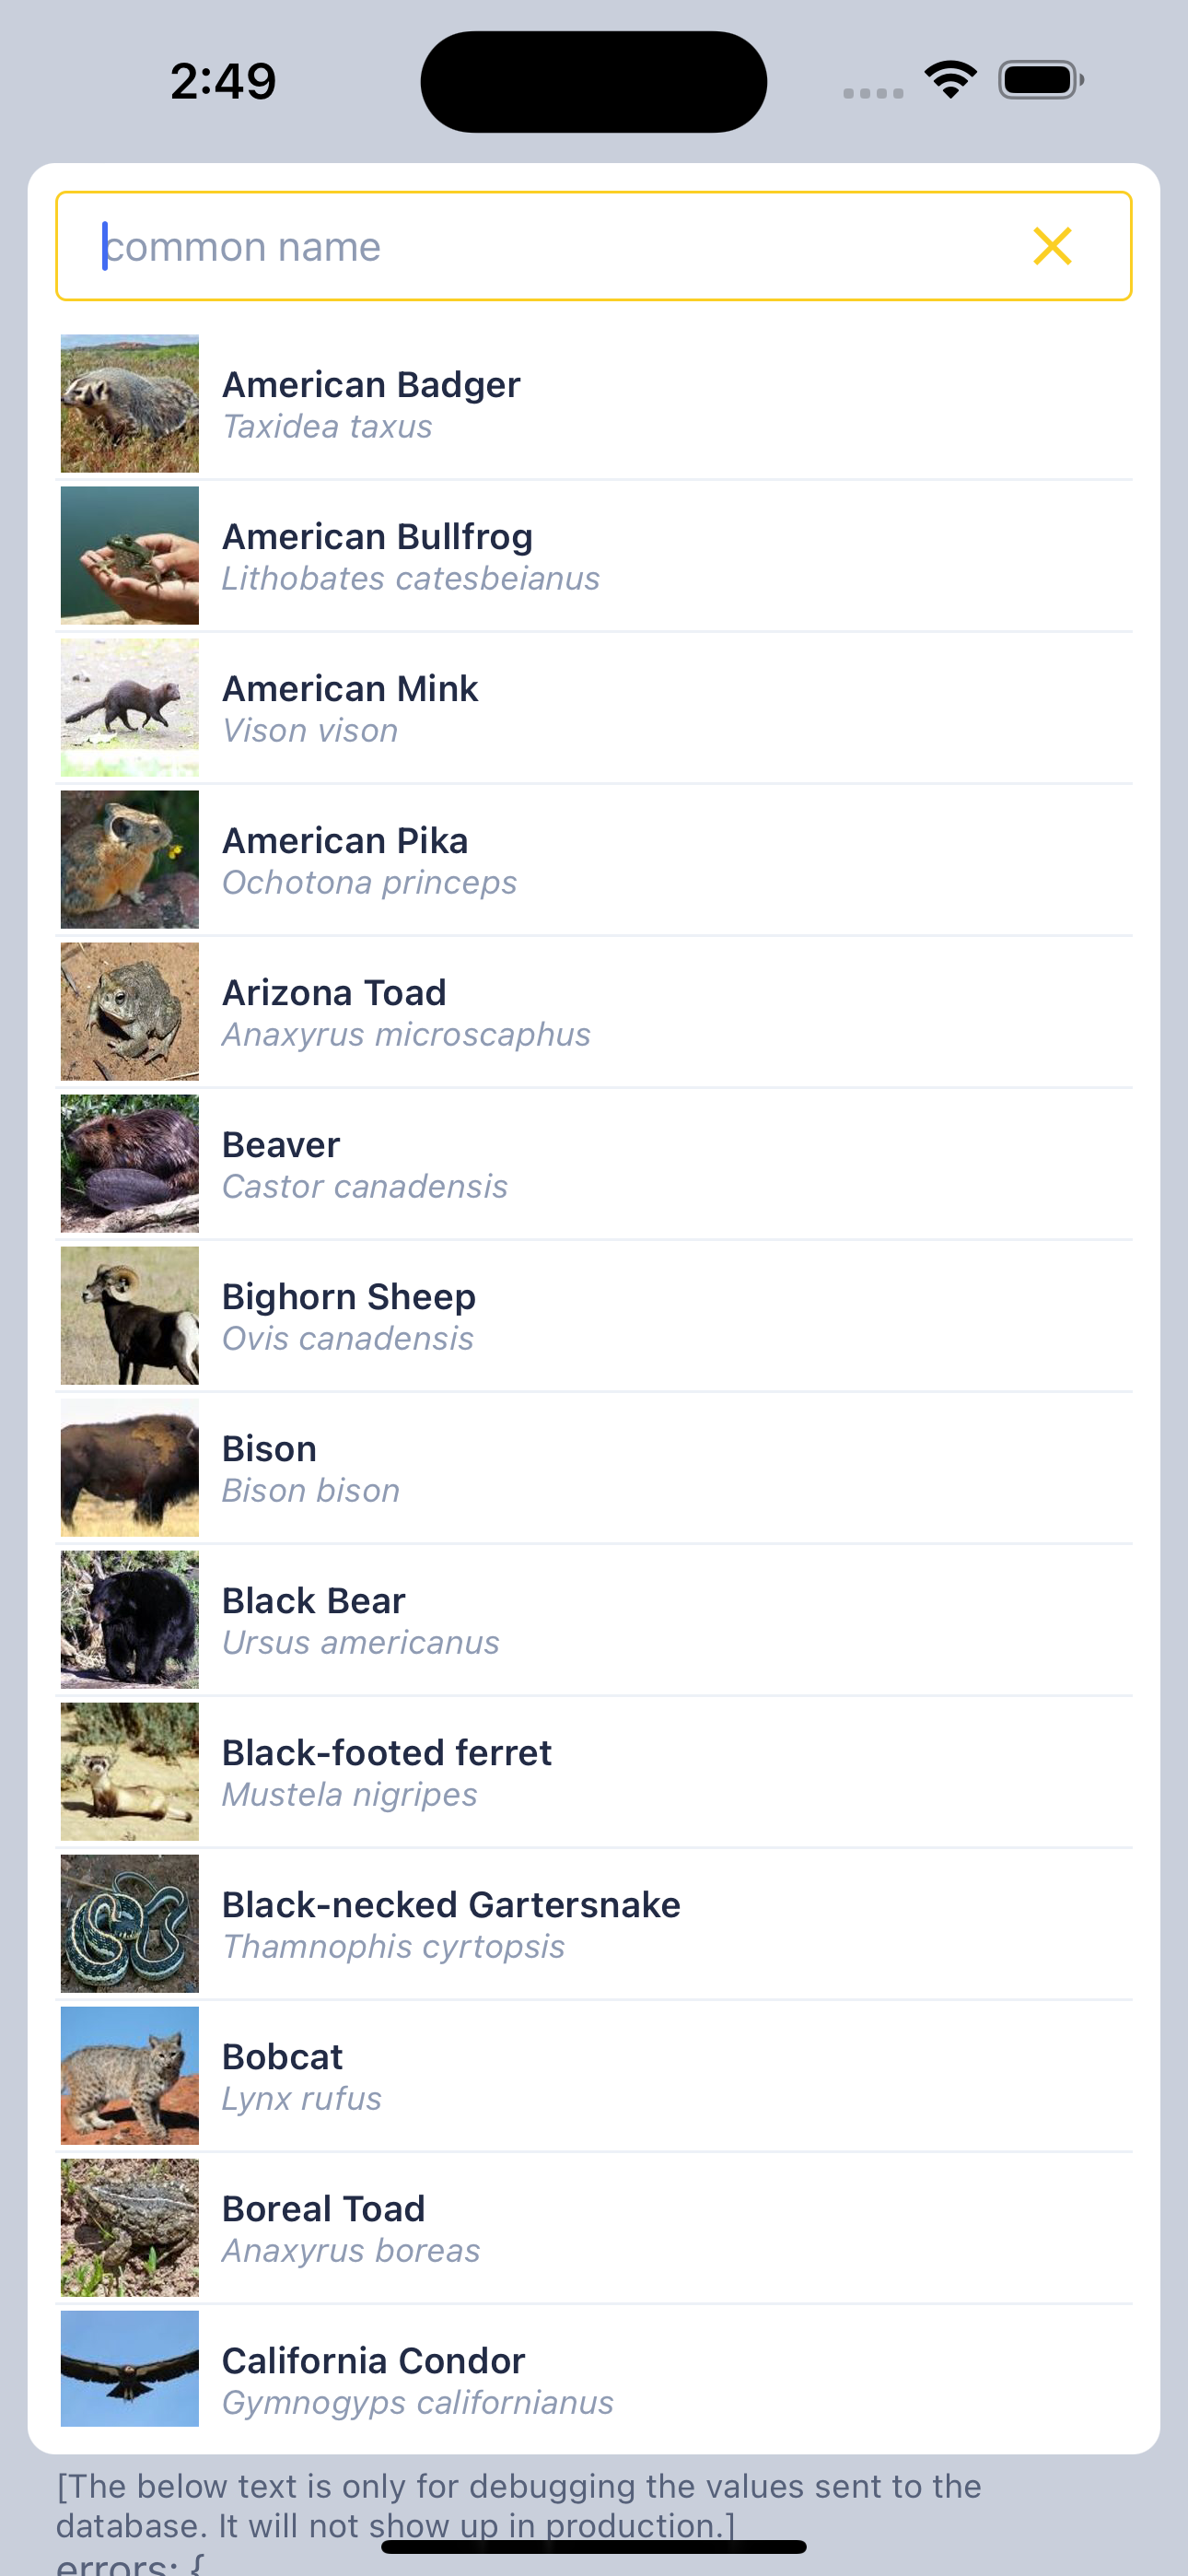 2:49
common name
American Badger
Taxidea taxus
American Bullfrog
Lithobates catesbeianus
American Mink
Vison vison
American Pika
Ochotona princeps
Arizona Toad
Anaxyrus microscaphus
Beaver
Castor canadensis
Bighorn Sheep
Ovis canadensis
Bison
Bison bison
Black Bear
Ursus americanus
Black-footed ferret
Mustela nigripes
Black-necked Gartersnake
Thamnophis cyrtopsis
Bobcat
Lynx rufus
Boreal Toad
Anaxyrus boreas
California Condor
Gymnogyps californianus
[The below text is only for debugging the values sent to the
database. It will not show up in production.]
errors: {